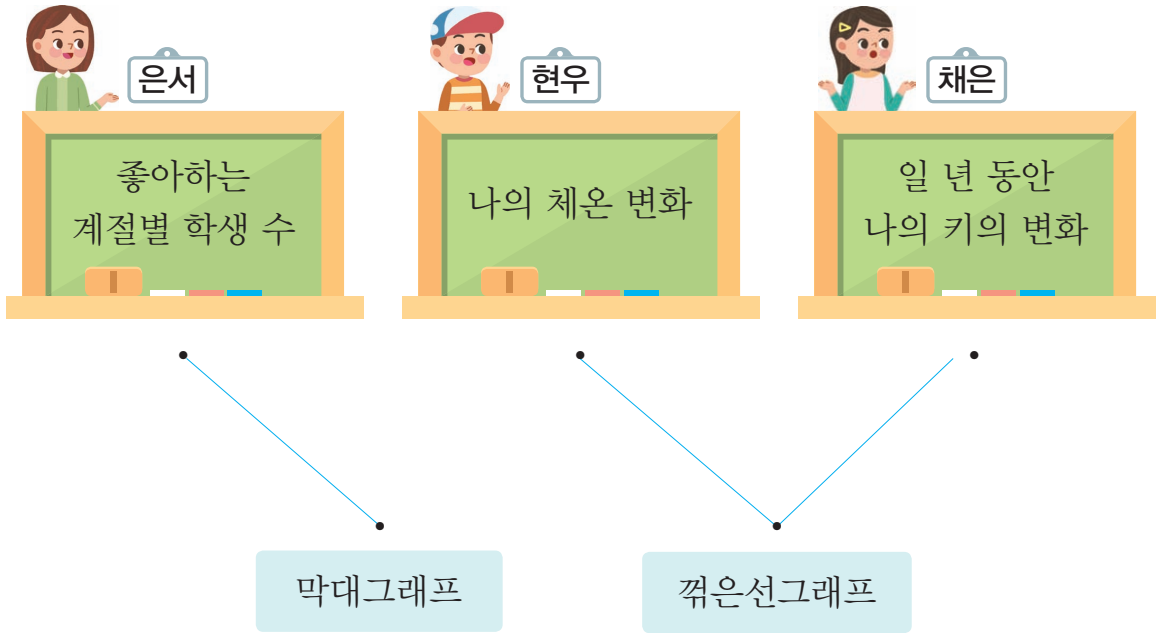 은서
현우
채은
좋아하는
계절별 학생 수
나의 체온 변화
일 년 동안
나의 키의 변화
막대그래프
꺾은선그래프